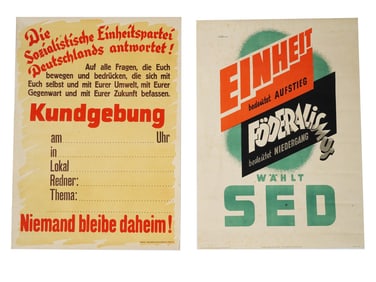 Die
Sozialistische Einheitspartei
Deutschlands antwortet!
Auf alle Fragen, die Euch
bewegen und bedrücken, die sich mit
Euch selbst und mit Eurer Umwelt, mit Eurer
Gegenwart und mit Eurer Zukunft befassen.
Kundgebung
am Uhr
in
Lokal
Redner:
Thema:
Niemand bleibe daheim!
EINHEIT
bedeutet AUFSTIEG
FÖDERALISMUS
bedeutet NIEDERGANG
WÄHLT
SED